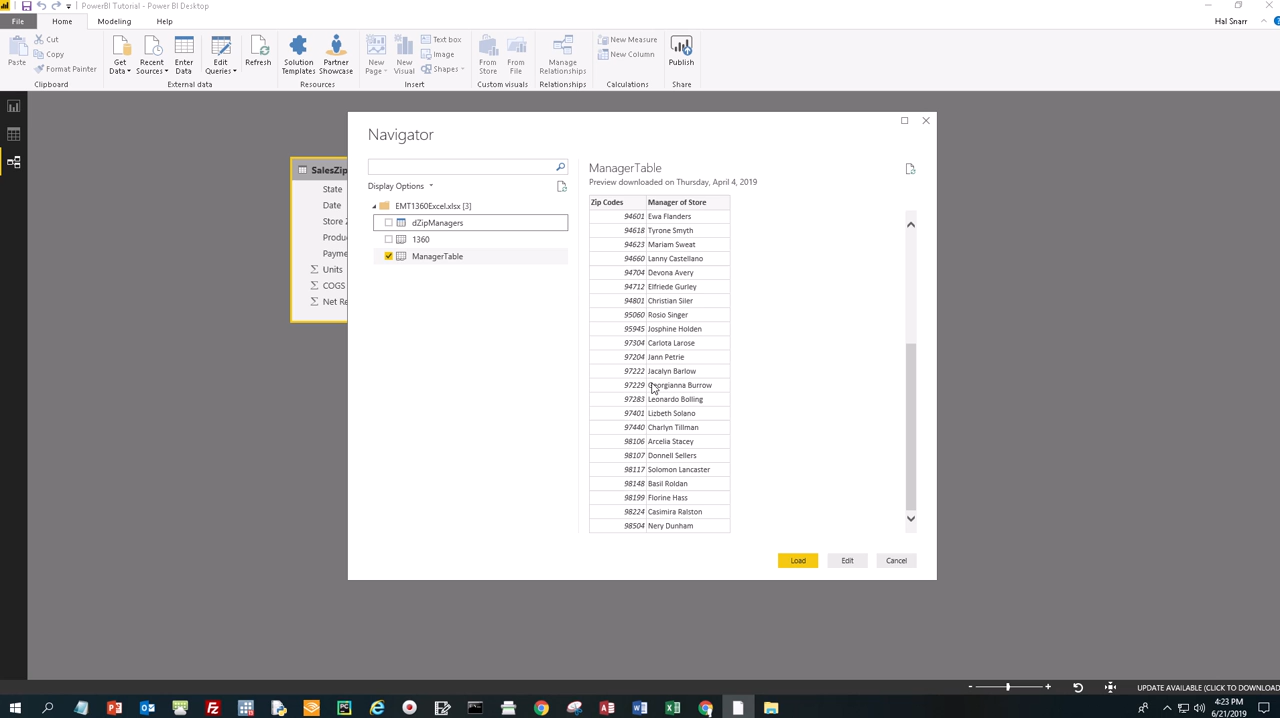 PowerBI Tutorial - Power BI Desktop
File Home Modeling Help
Hal Snarr
Cut
Copy
Format Painter
Paste
Get Data
Recent Sources
Enter Data
Edit Queries
Refresh
Solution Templates
Partner Showcase
New Page
New Visual
Text box
Image
Shapes
From Store
From File
Manage Relationships
New Measure
New Column
Publish
Clipboard External data Resources Insert Custom visuals Relationships Calculations Share
SalesZip
State
Date
Store
Produ
Payme
Σ Units
Σ COGS
Σ Net Re
Navigator
Display Options
EMT1360Excel.xlsx [3]
dZipManagers
1360
ManagerTable
ManagerTable
Preview downloaded on Thursday, April 4, 2019
Zip Codes Manager of Store
94601 Ewa Flanders
94618 Tyrone Smyth
94623 Mariam Sweat
94660 Lanny Castellano
94704 Devona Avery
94712 Elfriede Gurley
94801 Christian Siler
95060 Rosio Singer
95945 Josphine Holden
97304 Carlota Larose
97204 Jann Petrie
97222 Jacalyn Barlow
97229 Georgianna Burrow
97283 Leonardo Bolling
97401 Lizbeth Solano
97440 Charlyn Tillman
98106 Arcelia Stacey
98107 Donnell Sellers
98117 Solomon Lancaster
98148 Basil Roldan
98199 Florine Hass
98224 Casimira Ralston
98504 Nery Dunham
Load Edit Cancel
UPDATE AVAILABLE (CLICK TO DOWNLOAD
4:23 PM
6/21/2019